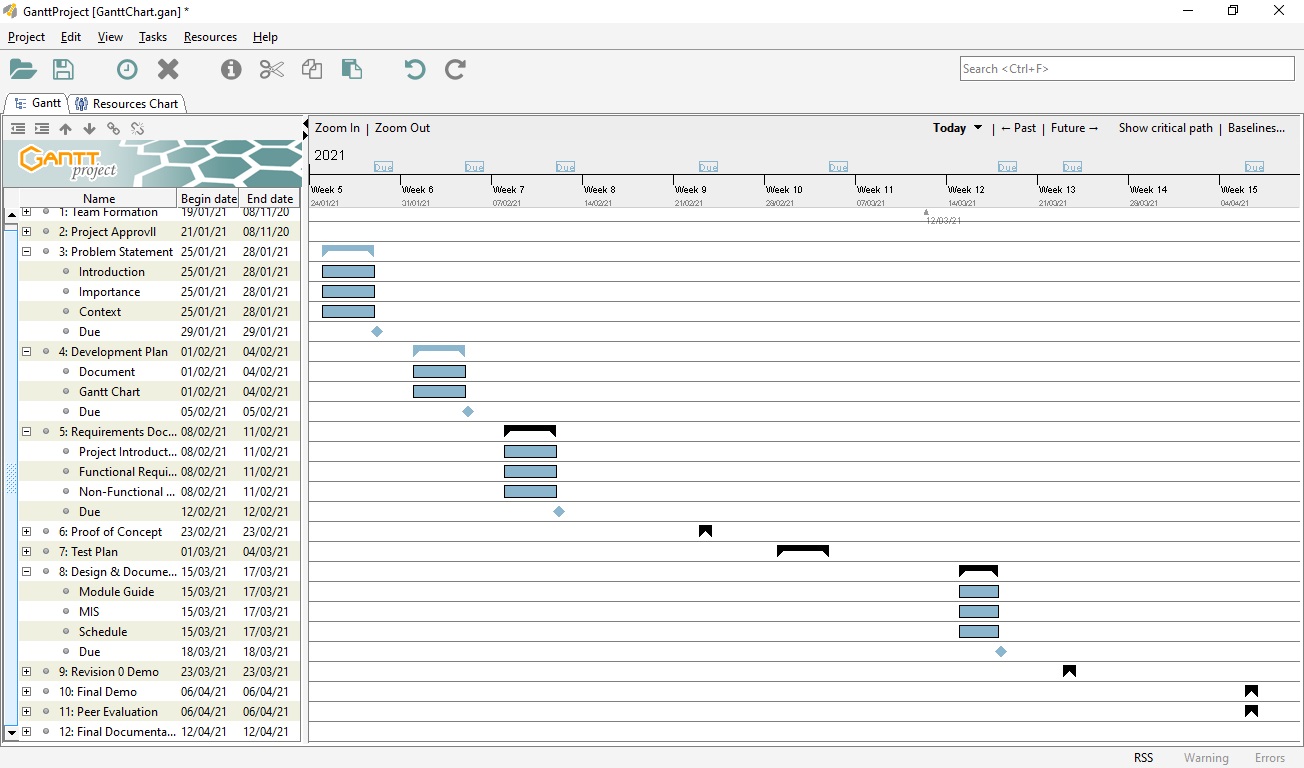 GanttProject [GanttChart.gan] *
Project Edit View Tasks Resources Help
Search <Ctrl+F>
Gantt Resources Chart
Zoom In | Zoom Out Today | ← Past | Future → Show critical path | Baselines...
GANTT project
2021
Due Due Due Due Due Due Due Due
Week 5 Week 6 Week 7 Week 8 Week 9 Week 10 Week 11 Week 12 Week 13 Week 14 Week 15
24/01/21 31/01/21 07/02/21 14/02/21 21/02/21 28/02/21 07/03/21 14/03/21 21/03/21 28/03/21 04/04/21
12/03/21
Name Begin date End date
1: Team Formation 19/01/21 08/11/20
2: Project Approvll 21/01/21 08/11/20
3: Problem Statement 25/01/21 28/01/21
Introduction 25/01/21 28/01/21
Importance 25/01/21 28/01/21
Context 25/01/21 28/01/21
Due 29/01/21 29/01/21
4: Development Plan 01/02/21 04/02/21
Document 01/02/21 04/02/21
Gantt Chart 01/02/21 04/02/21
Due 05/02/21 05/02/21
5: Requirements Doc... 08/02/21 11/02/21
Project Introduct... 08/02/21 11/02/21
Functional Requi... 08/02/21 11/02/21
Non-Functional ... 08/02/21 11/02/21
Due 12/02/21 12/02/21
6: Proof of Concept 23/02/21 23/02/21
7: Test Plan 01/03/21 04/03/21
8: Design & Docume... 15/03/21 17/03/21
Module Guide 15/03/21 17/03/21
MIS 15/03/21 17/03/21
Schedule 15/03/21 17/03/21
Due 18/03/21 18/03/21
9: Revision 0 Demo 23/03/21 23/03/21
10: Final Demo 06/04/21 06/04/21
11: Peer Evaluation 06/04/21 06/04/21
12: Final Documenta... 12/04/21 12/04/21
RSS Warning Errors